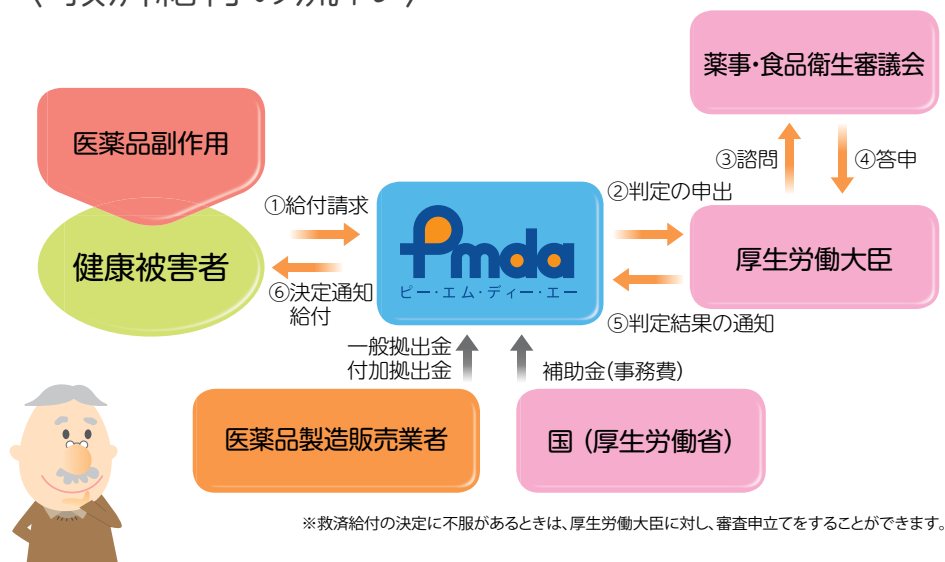 薬事・食品衛生審議会
医薬品副作用
③諮問
④答申
①給付請求
②判定の申出
健康被害者
pmda
ピー・エム・ディー・エー
厚生労働大臣
⑥決定通知
給付
⑤判定結果の通知
一般拠出金
付加拠出金
補助金(事務費)
医薬品製造販売業者
国(厚生労働省)
※救済給付の決定に不服があるときは、厚生労働大臣に対し、審査申立てをすることができます。